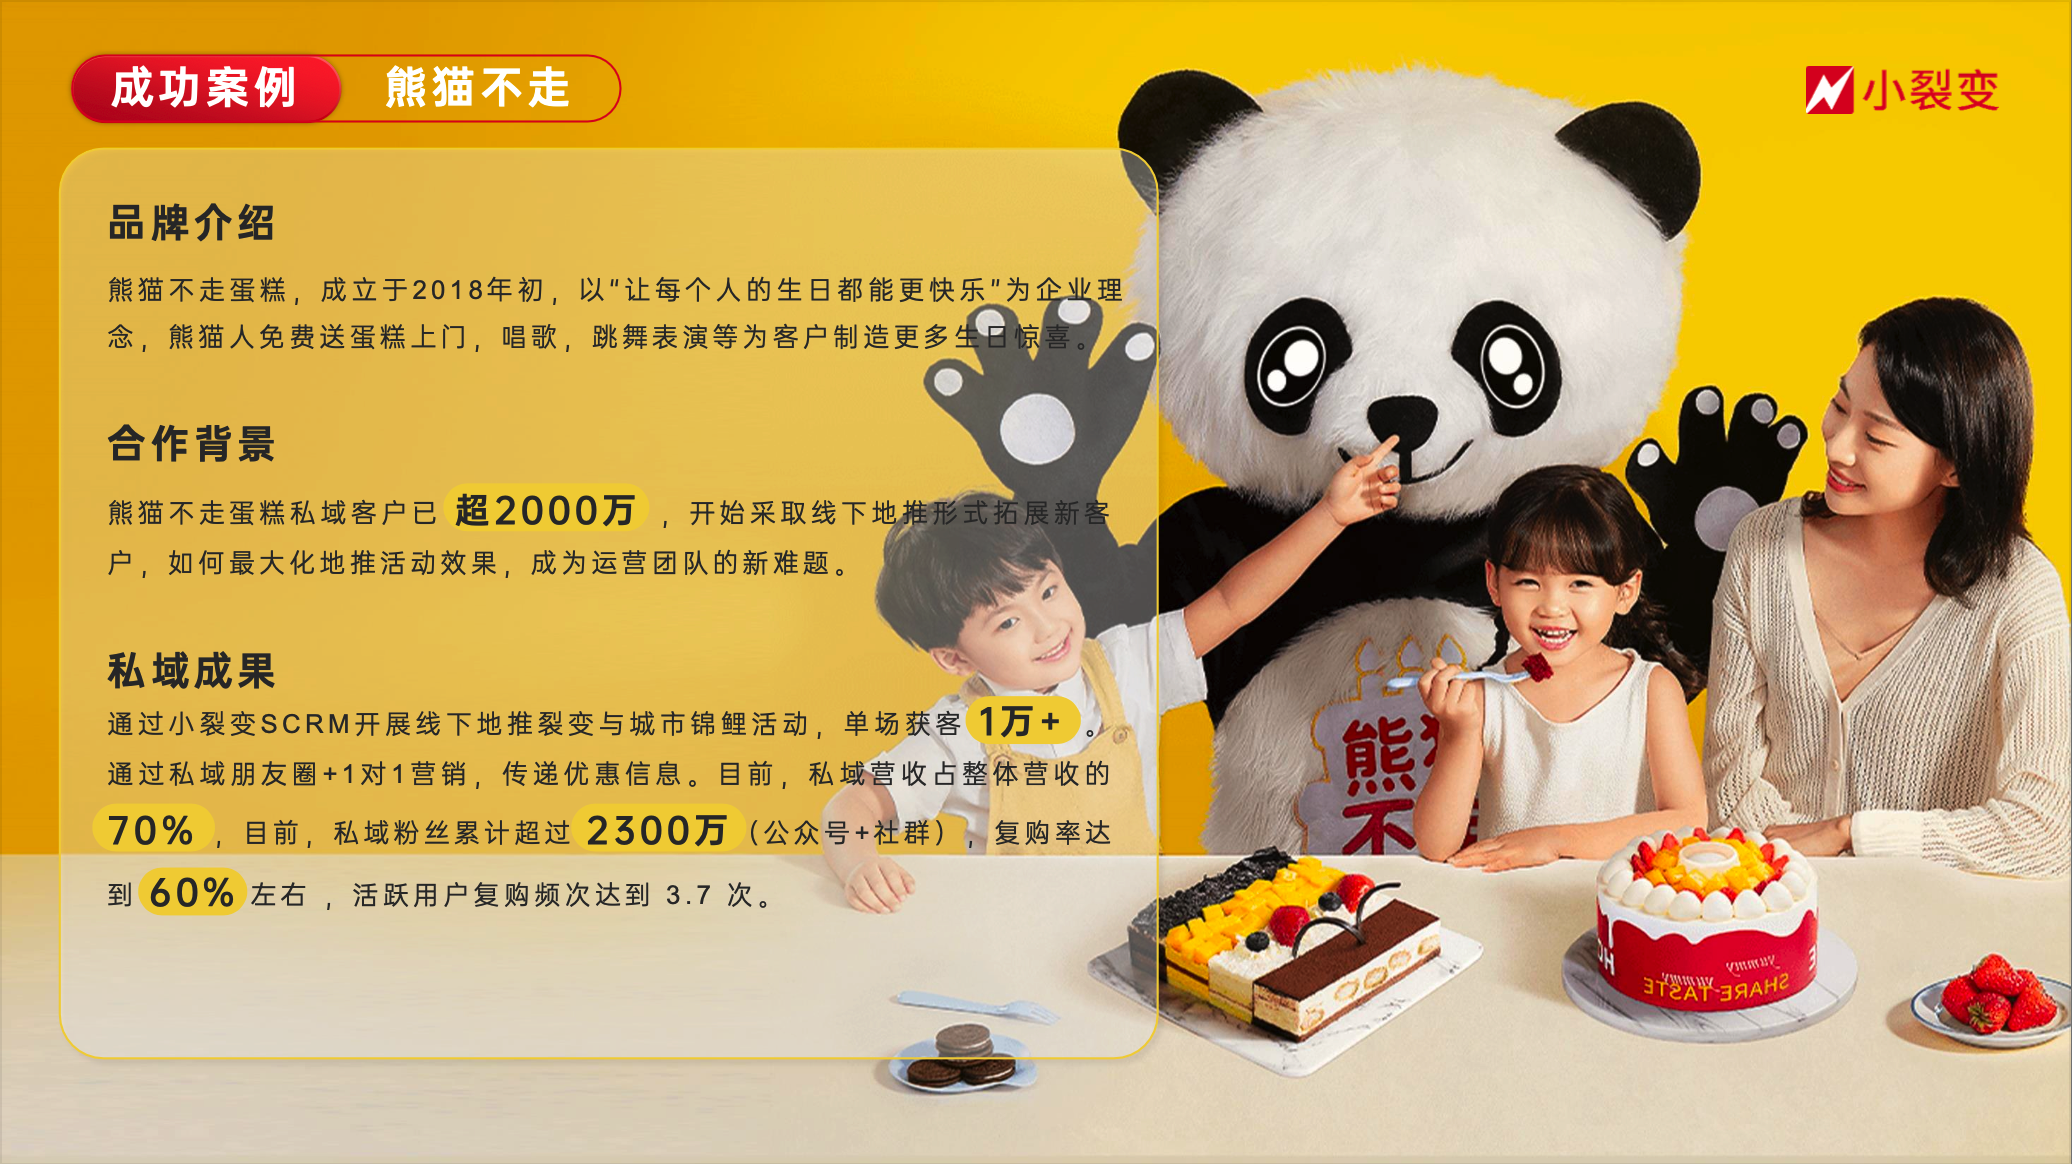 成功案例 熊猫不走
小裂变
品牌介绍
熊猫不走蛋糕，成立于2018年初，以“让每个人的生日都能更快乐”为企业理
念，熊猫人免费送蛋糕上门，唱歌，跳舞表演等为客户制造更多生日惊喜。
合作背景
熊猫不走蛋糕私域客户已 超2000万 ，开始采取线下地推形式拓展新客
户，如何最大化地推活动效果，成为运营团队的新难题。
私域成果
通过小裂变SCRM开展线下地推裂变与城市锦鲤活动，单场获客 1万+ 。
通过私域朋友圈+1对1营销，传递优惠信息。目前，私域营收占整体营收的
70% ，目前，私域粉丝累计超过 2300万 （公众号+社群），复购率达
到 60% 左右 ，活跃用户复购频次达到 3.7 次。
熊
不
yummy
yummy
SHARE TASTE